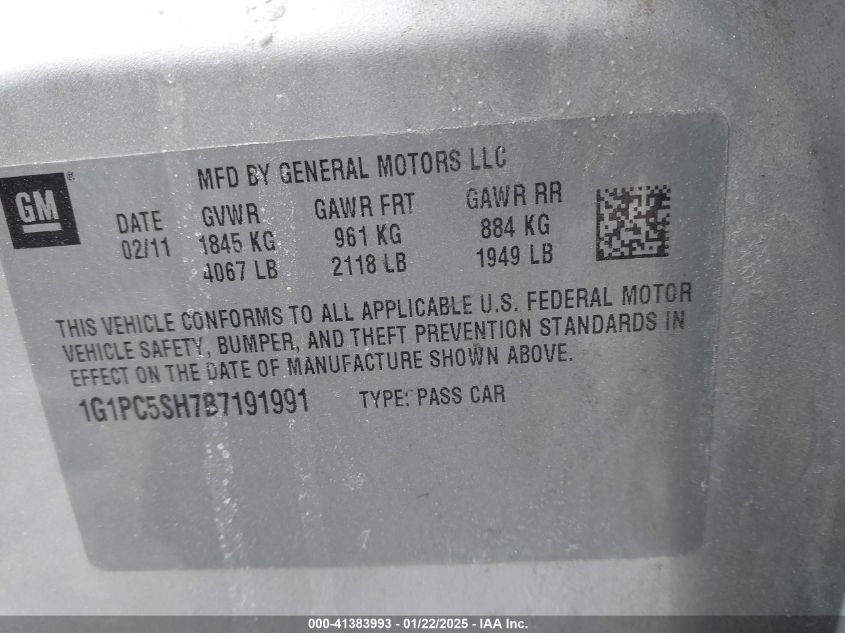 MFD BY GENERAL MOTORS LLC
GM®
DATE GVWR GAWR FRT GAWR RR
02/11 1845 KG 961 KG 884 KG
4067 LB 2118 LB 1949 LB
THIS VEHICLE CONFORMS TO ALL APPLICABLE U.S. FEDERAL MOTOR
VEHICLE SAFETY, BUMPER, AND THEFT PREVENTION STANDARDS IN
EFFECT ON THE DATE OF MANUFACTURE SHOWN ABOVE.
1G1PC5SH7B7191991 TYPE: PASS CAR
000-41383993 - 01/22/2025 - IAA Inc.